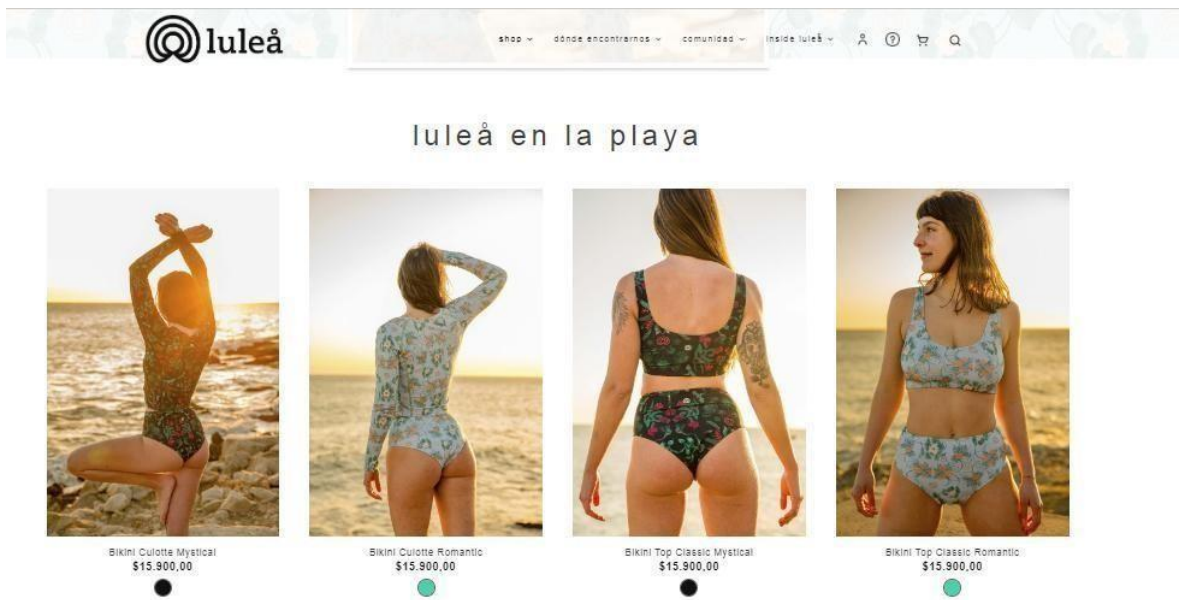 luleå
shop dónde encontrarnos comunidad inside luleå
luleå en la playa
Bikini Culotte Mystical
$15.900,00
Bikini Culotte Romantic
$15.900,00
Bikini Top Classic Mystical
$15.900,00
Bikini Top Classic Romantic
$15.900,00